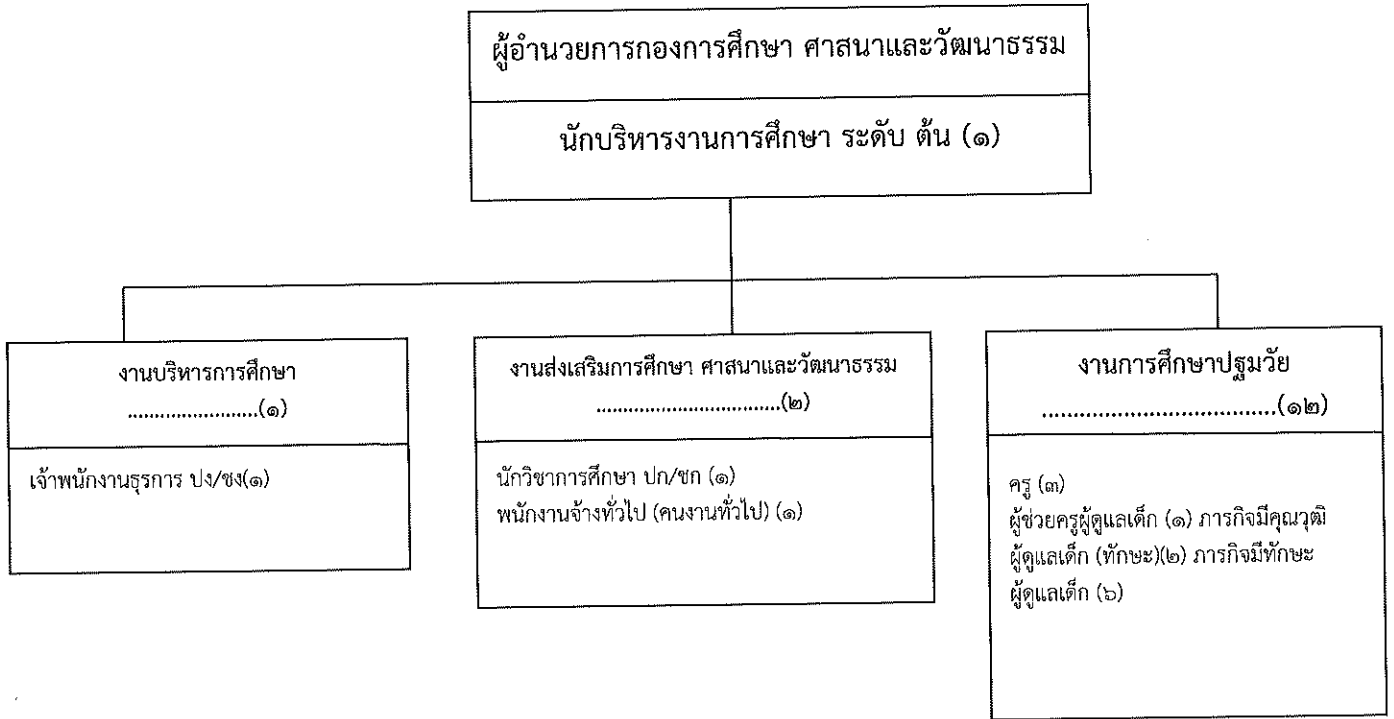 ผู้อำนวยการกองการศึกษา ศาสนาและวัฒนาธรรม
นักบริหารงานการศึกษา ระดับ ต้น (๑)
งานบริหารการศึกษา
.........................(๑)
เจ้าพนักงานธุรการ ปง/ชง(๑)
งานส่งเสริมการศึกษา ศาสนาและวัฒนาธรรม
...................................(๒)
นักวิชาการศึกษา ปก/ชก (๑)
พนักงานจ้างทั่วไป (คนงานทั่วไป) (๑)
งานการศึกษาปฐมวัย
.....................................(๑๒)
ครู (๓)
ผู้ช่วยครูผู้ดูแลเด็ก (๑) ภารกิจมีคุณวุฒิ
ผู้ดูแลเด็ก (ทักษะ)(๒) ภารกิจมีทักษะ
ผู้ดูแลเด็ก (๖)